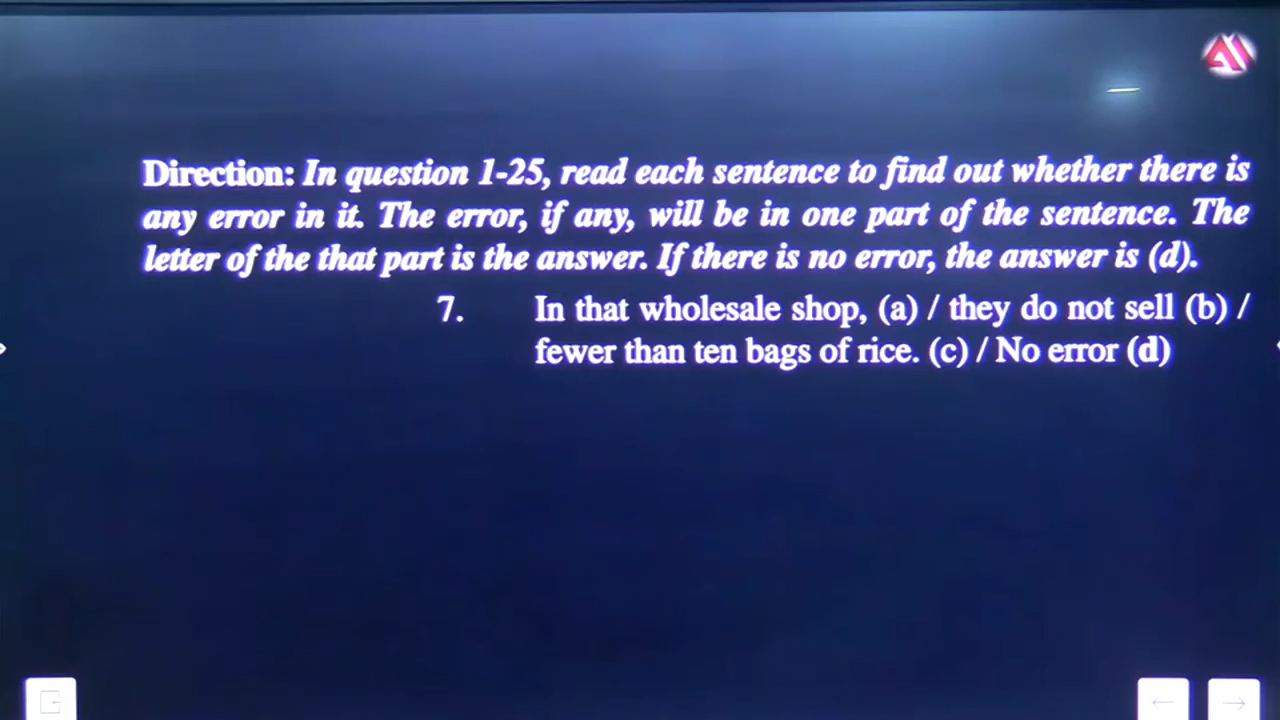 Direction: In question 1-25, read each sentence to find out whether there is
any error in it. The error, if any, will be in one part of the sentence. The
letter of the that part is the answer. If there is no error, the answer is (d).
7. In that wholesale shop, (a) / they do not sell (b) /
fewer than ten bags of rice. (c) / No error (d)